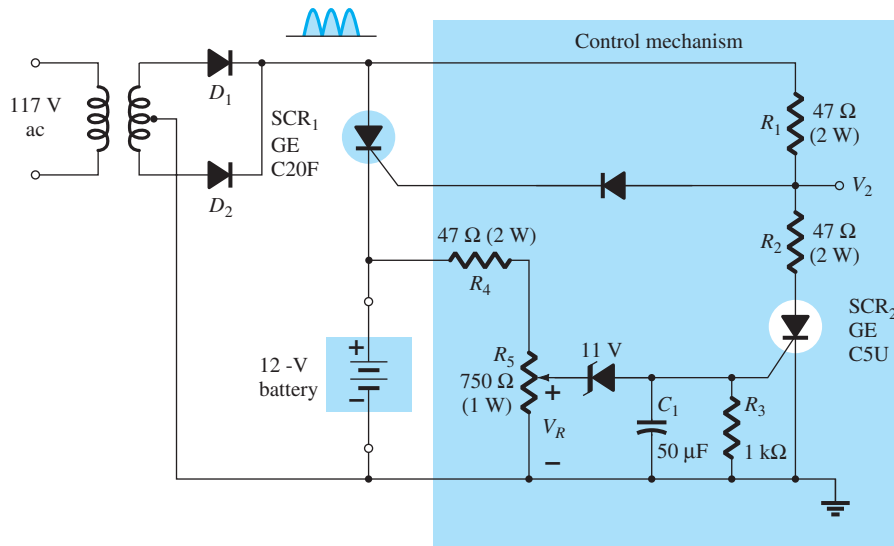 Control mechanism
117 V
ac
D1
D2
SCR1
GE
C20F
R1
47 Ω
(2 W)
V2
R2
47 Ω
(2 W)
47 Ω (2 W)
R4
SCR2
GE
C5U
12 -V
battery
+
−
R5
750 Ω
(1 W)
11 V
+
VR
−
C1
50 μF
R3
1 kΩ